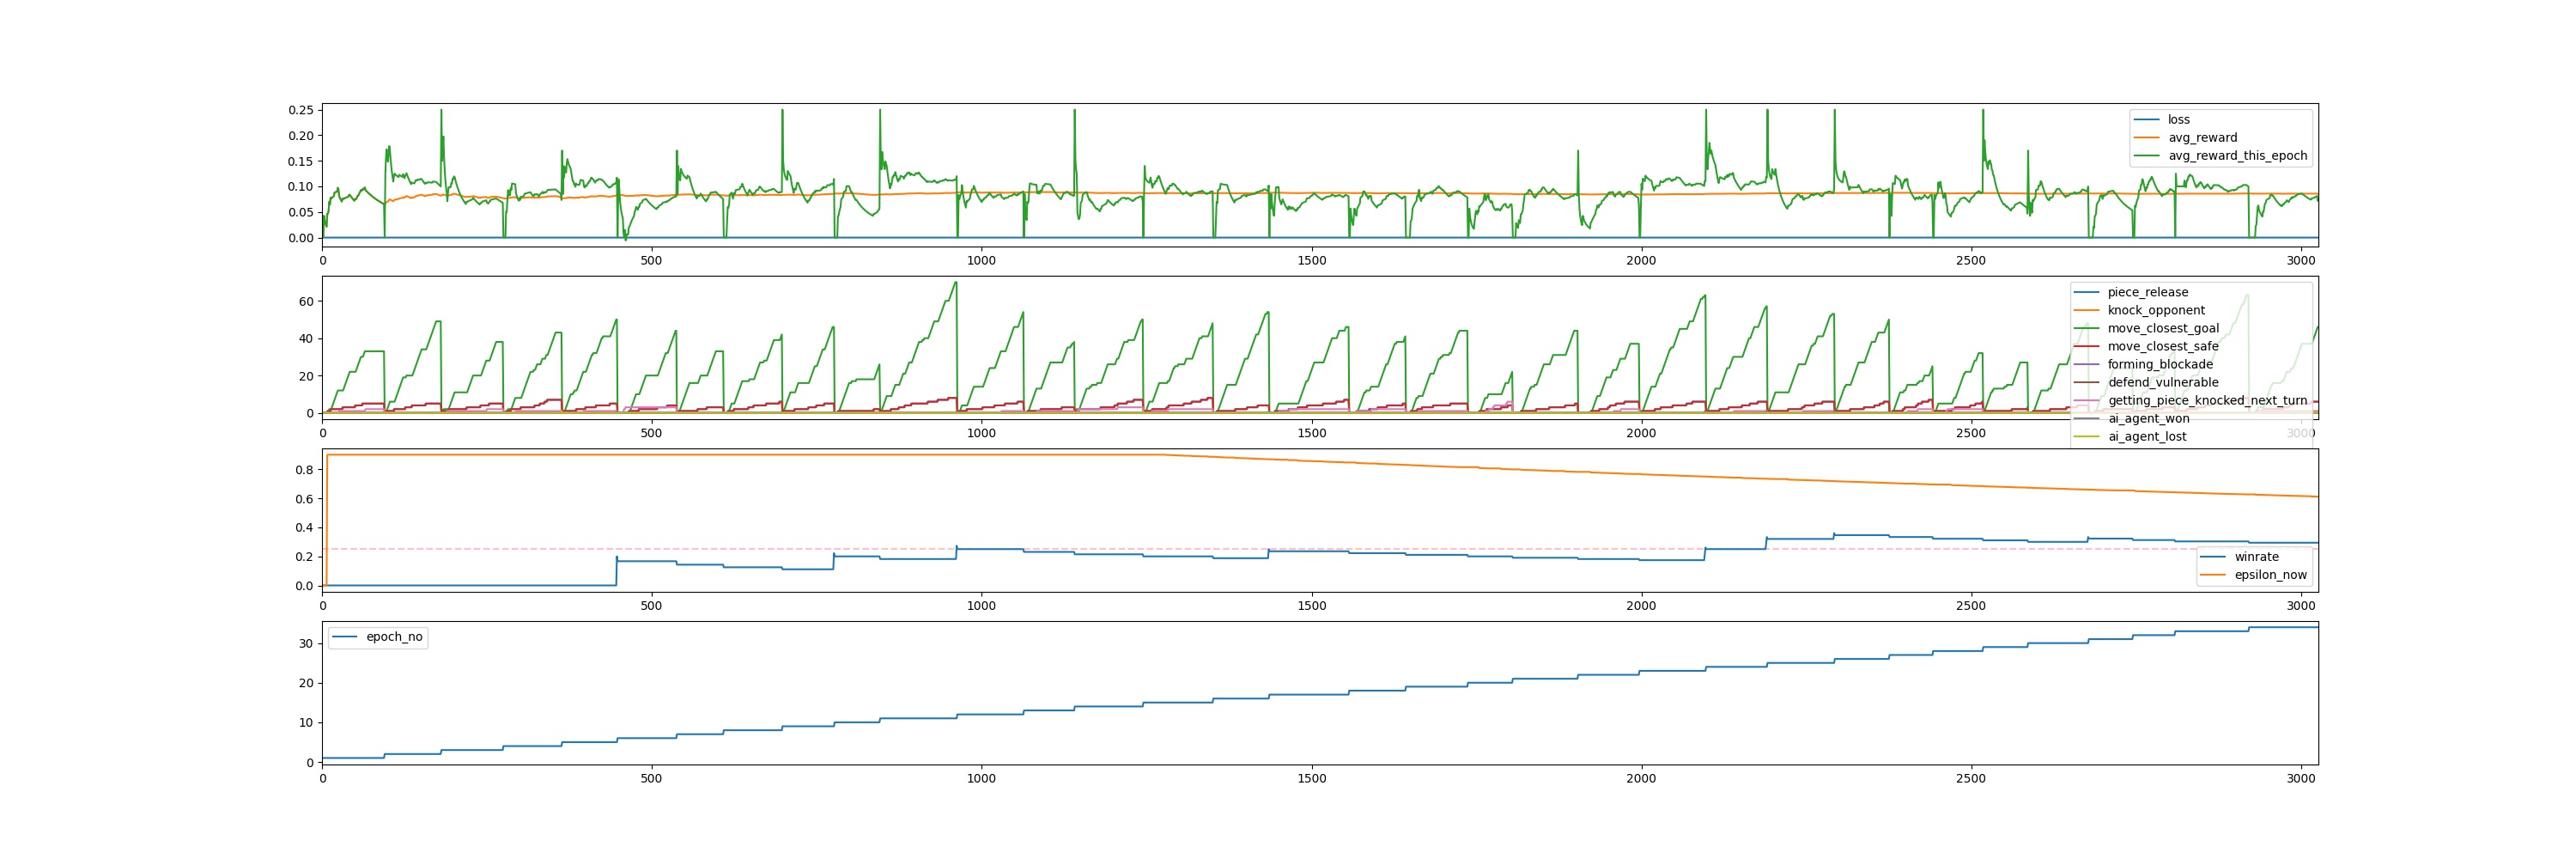 0.25
0.20
0.15
0.10
0.05
0.00
loss
avg_reward
avg_reward_this_epoch
0 500 1000 1500 2000 2500 3000
60
40
20
0
piece_release
knock_opponent
move_closest_goal
move_closest_safe
forming_blockade
defend_vulnerable
getting_piece_knocked_next_turn
ai_agent_won
ai_agent_lost
0 500 1000 1500 2000 2500 3000
0.8
0.6
0.4
0.2
0.0
winrate
epsilon_now
0 500 1000 1500 2000 2500 3000
epoch_no
30
20
10
0
0 500 1000 1500 2000 2500 3000